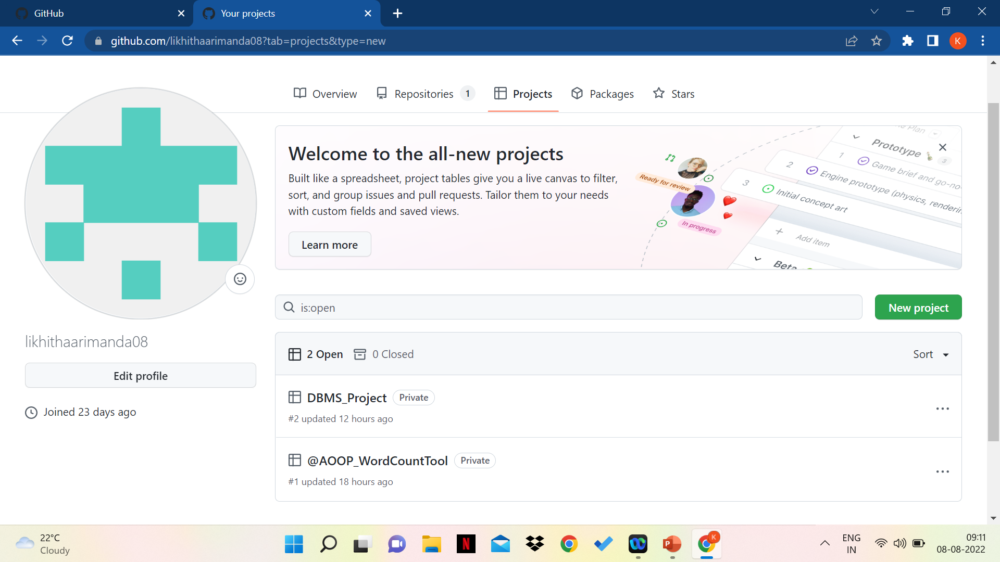 GitHub
Your projects
github.com/likhithaarimanda08?tab=projects&type=new
K
Overview
Repositories 1
Projects
Packages
Stars
Welcome to the all-new projects
Built like a spreadsheet, project tables give you a live canvas to filter,
sort, and group issues and pull requests. Tailor them to your needs
with custom fields and saved views.
Learn more
Ready for review
In progress
Plan
Prototype 3
1 Game brief and go-no-
2 Engine prototype (physics, renderin
3 Initial concept art
+ Add item
Beta
is:open
New project
likhithaarimanda08
Edit profile
Joined 23 days ago
2 Open
0 Closed
Sort
DBMS_Project Private
#2 updated 12 hours ago
@AOOP_WordCountTool Private
#1 updated 18 hours ago
22°C
Cloudy
N
P
K
ENG
IN
09:11
08-08-2022